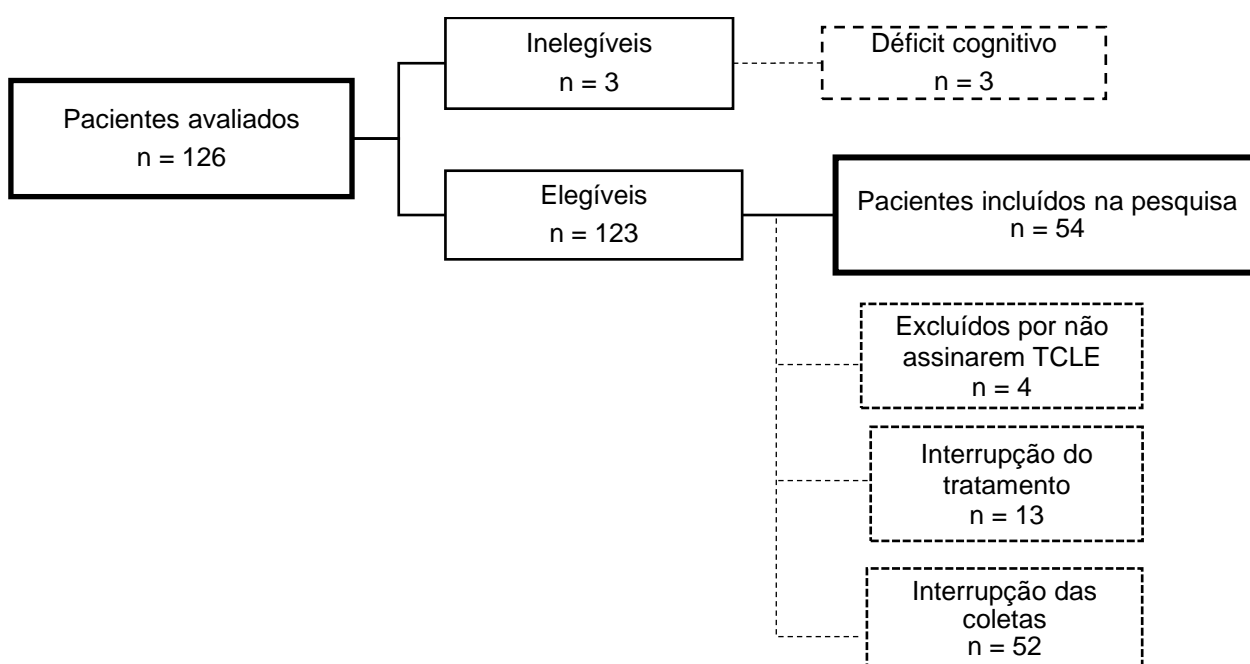 Inelegíveis
n = 3
Déficit cognitivo
n = 3
Pacientes avaliados
n = 126
Elegíveis
n = 123
Pacientes incluídos na pesquisa
n = 54
Excluídos por não
assinarem TCLE
n = 4
Interrupção do
tratamento
n = 13
Interrupção das
coletas
n = 52